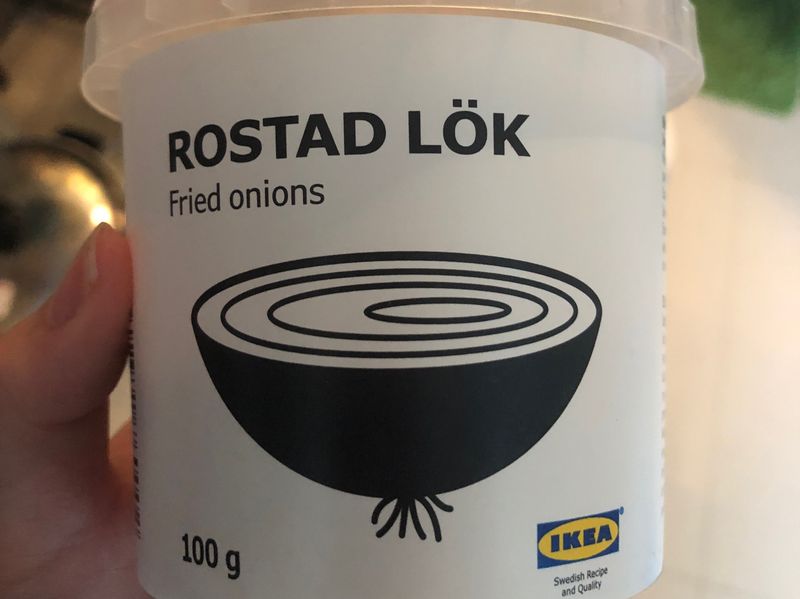 ROSTAD LÖK
Fried onions
100 g
IKEA
Swedish Recipe
and Quality